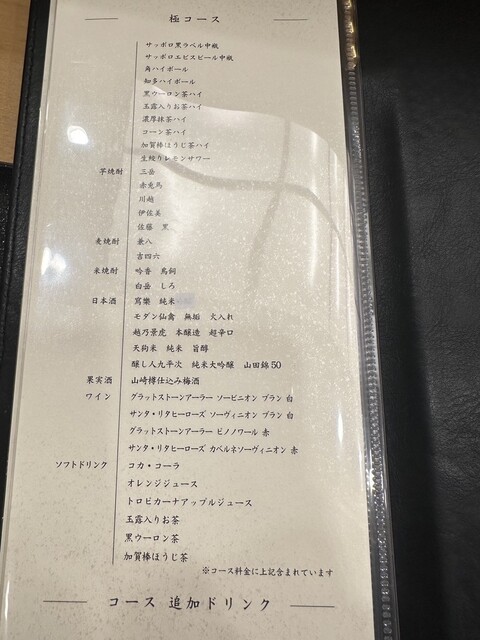 極コース
サッポロ黒ラベル中瓶
サッポロヱビスビール中瓶
角ハイボール
知多ハイボール
黒ウーロン茶ハイ
玉露入りお茶ハイ
濃厚抹茶ハイ
コーン茶ハイ
加賀棒ほうじ茶ハイ
生絞りレモンサワー
芋焼酎 三岳
赤兎馬
川越
伊佐美
佐藤 黒
麦焼酎 兼八
吉四六
米焼酎 吟香 鳥飼
白岳 しろ
日本酒 寫樂 純米
モダン仙禽 無垢 火入れ
越乃景虎 本醸造 超辛口
天狗米 純米 旨醇
醸し人九平次 純米大吟醸 山田錦50
果実酒 山崎樽仕込み梅酒
ワイン グラットストーンアーラー ソービニオン ブラン 白
サンタ・リタヒーローズ ソーヴィニオン ブラン 白
グラットストーンアーラー ピノノワール 赤
サンタ・リタヒーローズ カベルネソーヴィニオン 赤
ソフトドリンク コカ・コーラ
オレンジジュース
トロピカーナアップルジュース
玉露入りお茶
黒ウーロン茶
加賀棒ほうじ茶
※コース料金に上記含まれています
コース 追加ドリンク